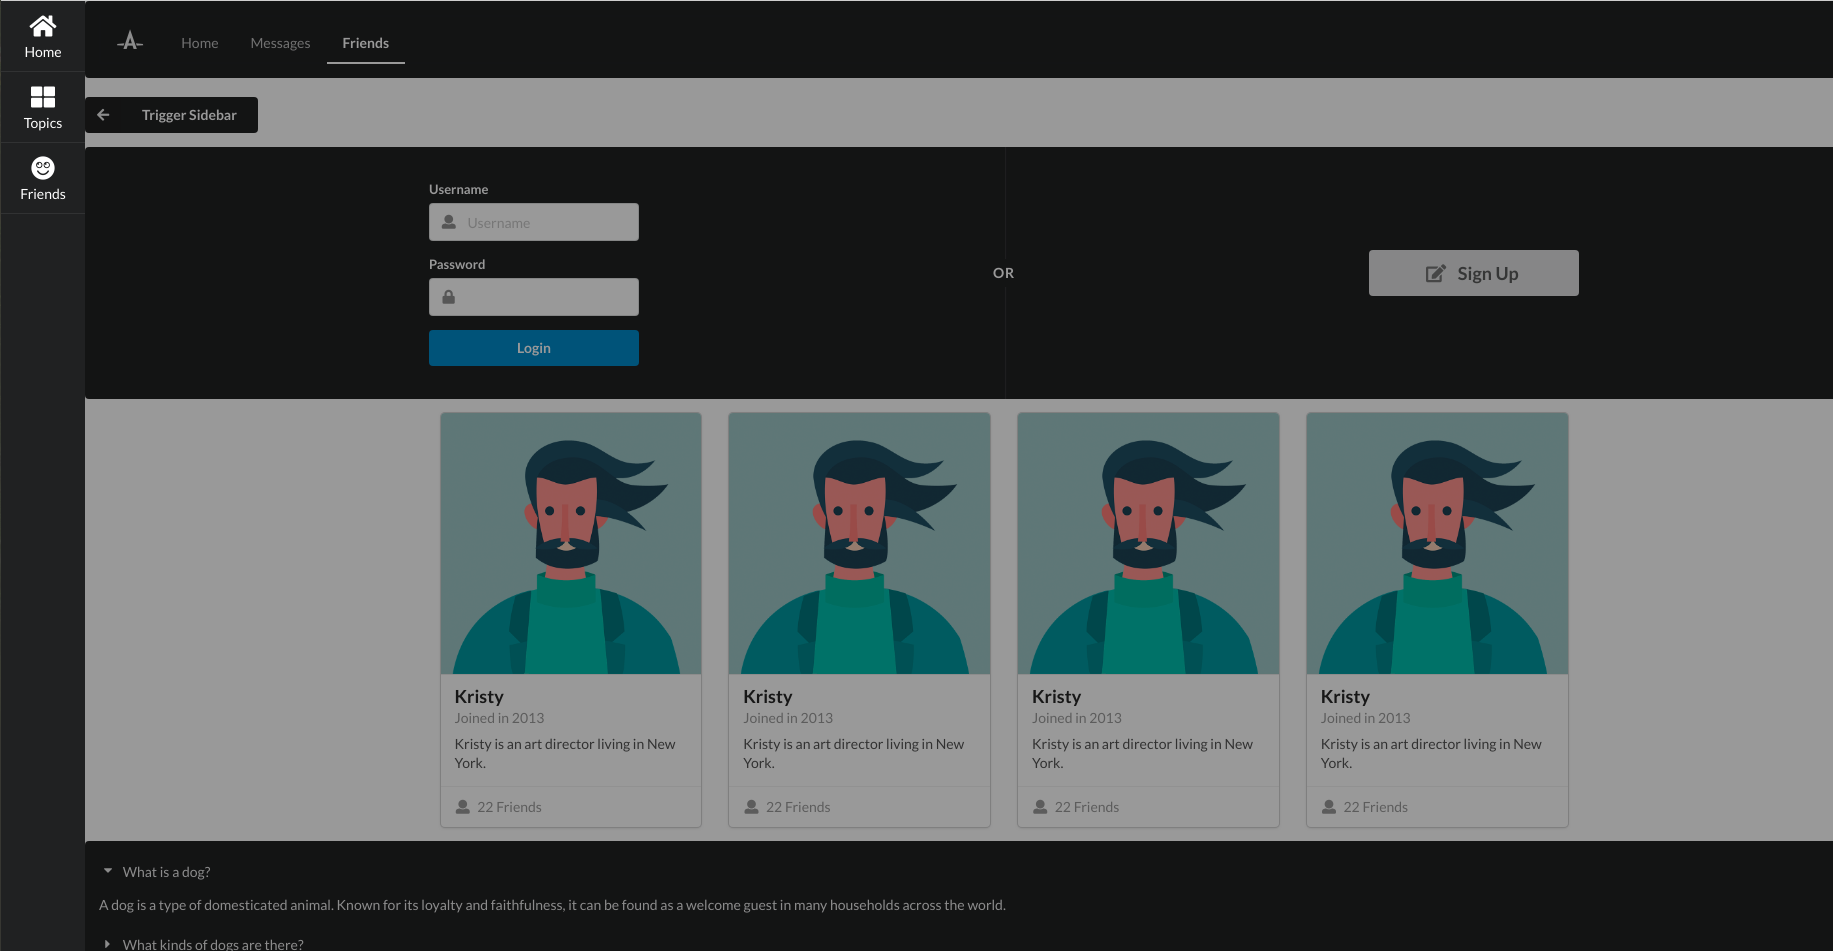 Home
Topics
Friends
Home Messages Friends
Trigger Sidebar
Username
Username
Password
Login
OR
Sign Up
Kristy
Joined in 2013
Kristy is an art director living in New
York.
22 Friends
Kristy
Joined in 2013
Kristy is an art director living in New
York.
22 Friends
Kristy
Joined in 2013
Kristy is an art director living in New
York.
22 Friends
Kristy
Joined in 2013
Kristy is an art director living in New
York.
22 Friends
What is a dog?
A dog is a type of domesticated animal. Known for its loyalty and faithfulness, it can be found as a welcome guest in many households across the world.
What kinds of dogs are there?